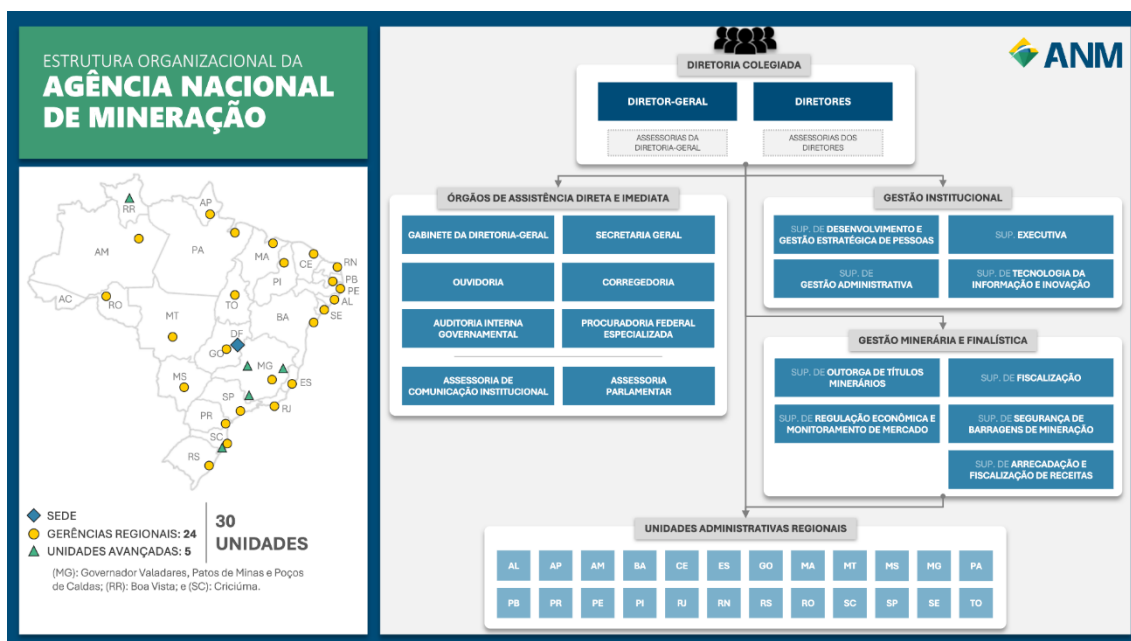 ESTRUTURA ORGANIZACIONAL DA
AGÊNCIA NACIONAL
DE MINERAÇÃO
RR
AP
AM
PA
MA
CE
RN
PB
PE
AL
SE
PI
AC
RO
TO
BA
MT
DF
GO
MG
ES
MS
SP
RJ
PR
SC
RS
SEDE
GERÊNCIAS REGIONAIS: 24
UNIDADES AVANÇADAS: 5
30
UNIDADES
(MG): Governador Valadares, Patos de Minas e Poços
de Caldas; (RR): Boa Vista; e (SC): Criciúma.
ANM
DIRETORIA COLEGIADA
DIRETOR-GERAL
DIRETORES
ASSESSORIAS DA
DIRETORIA-GERAL
ASSESSORIAS DOS
DIRETORES
ÓRGÃOS DE ASSISTÊNCIA DIRETA E IMEDIATA
GABINETE DA DIRETORIA-GERAL
SECRETARIA GERAL
OUVIDORIA
CORREGEDORIA
AUDITORIA INTERNA
GOVERNAMENTAL
PROCURADORIA FEDERAL
ESPECIALIZADA
ASSESSORIA DE
COMUNICAÇÃO INSTITUCIONAL
ASSESSORIA
PARLAMENTAR
GESTÃO INSTITUCIONAL
SUP. DE DESENVOLVIMENTO E
GESTÃO ESTRATÉGICA DE PESSOAS
SUP. EXECUTIVA
SUP. DE
GESTÃO ADMINISTRATIVA
SUP. DE TECNOLOGIA DA
INFORMAÇÃO E INOVAÇÃO
GESTÃO MINERÁRIA E FINALÍSTICA
SUP. DE OUTORGA DE TÍTULOS
MINERÁRIOS
SUP. DE FISCALIZAÇÃO
SUP. DE REGULAÇÃO ECONÔMICA E
MONITORAMENTO DE MERCADO
SUP. DE SEGURANÇA DE
BARRAGENS DE MINERAÇÃO
SUP. DE ARRECADAÇÃO E
FISCALIZAÇÃO DE RECEITAS
UNIDADES ADMINISTRATIVAS REGIONAIS
AL AP AM BA CE ES GO MA MT MS MG PA
PB PR PE PI RJ RN RS RO SC SP SE TO